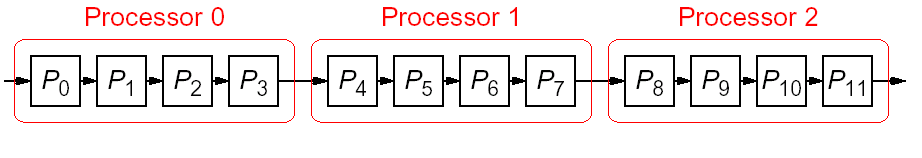 Processor 0 Processor 1 Processor 2
P0 P1 P2 P3 P4 P5 P6 P7 P8 P9 P10 P11